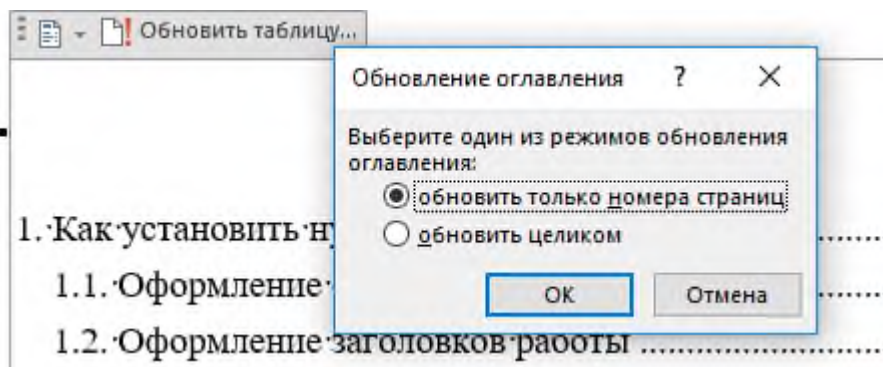 Обновить таблицу...
Обновление оглавления ? ×
Выберите один из режимов обновления
оглавления:
обновить только номера страниц
обновить целиком
ОК Отмена
1. Как установить
1.1. Оформление
1.2. Оформление заголовков работы ....................